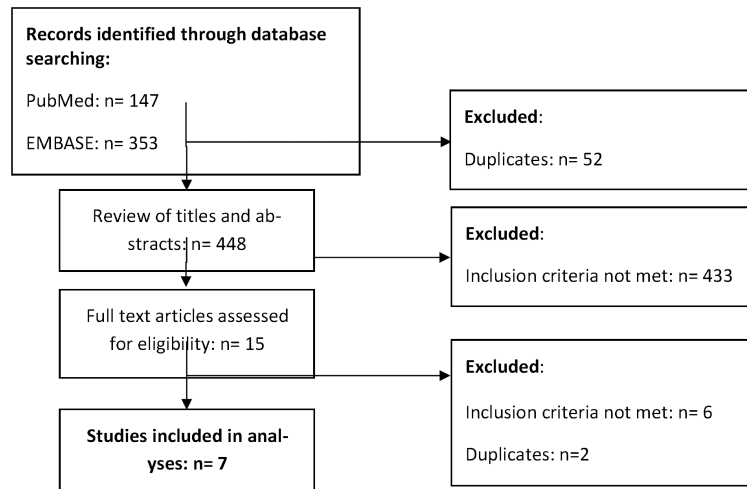 Records identified through database
searching:
PubMed: n= 147
EMBASE: n= 353
Excluded:
Duplicates: n= 52
Review of titles and ab-
stracts: n= 448
Excluded:
Inclusion criteria not met: n= 433
Full text articles assessed
for eligibility: n= 15
Excluded:
Inclusion criteria not met: n= 6
Duplicates: n=2
Studies included in anal-
yses: n= 7